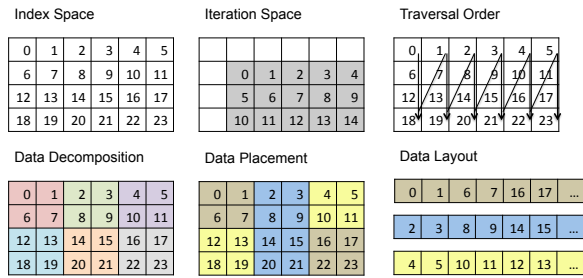 Index Space Iteration Space Traversal Order
0 1 2 3 4 5 0 1 2 3 4 5
6 7 8 9 10 11 0 1 2 3 4 6 7 8 9 10 11
12 13 14 15 16 17 5 6 7 8 9 12 13 14 15 16 17
18 19 20 21 22 23 10 11 12 13 14 18 19 20 21 22 23
Data Decomposition Data Placement Data Layout
0 1 2 3 4 5 0 1 2 3 4 5 0 1 6 7 16 17 ...
6 7 8 9 10 11 6 7 8 9 10 11 2 3 8 9 14 15 ...
12 13 14 15 16 17 12 13 14 15 16 17
18 19 20 21 22 23 18 19 20 21 22 23 4 5 10 11 12 13 ...